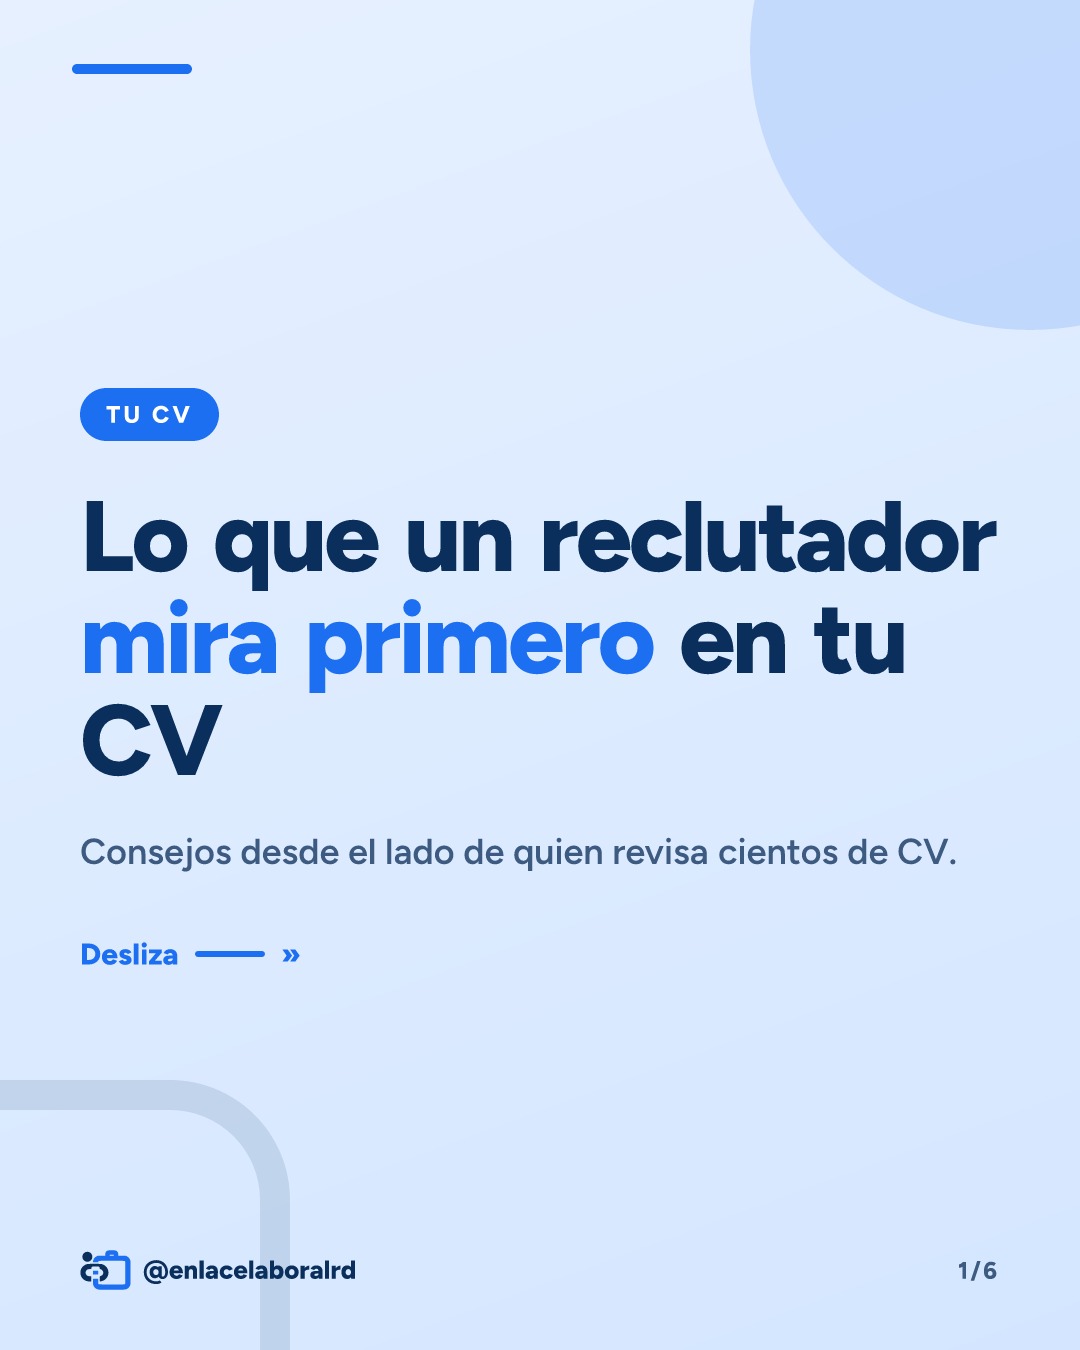 TU CV
Lo que un reclutador
mira primero en tu
CV
Consejos desde el lado de quien revisa cientos de CV.
Desliza »
@enlacelaboralrd
1/6